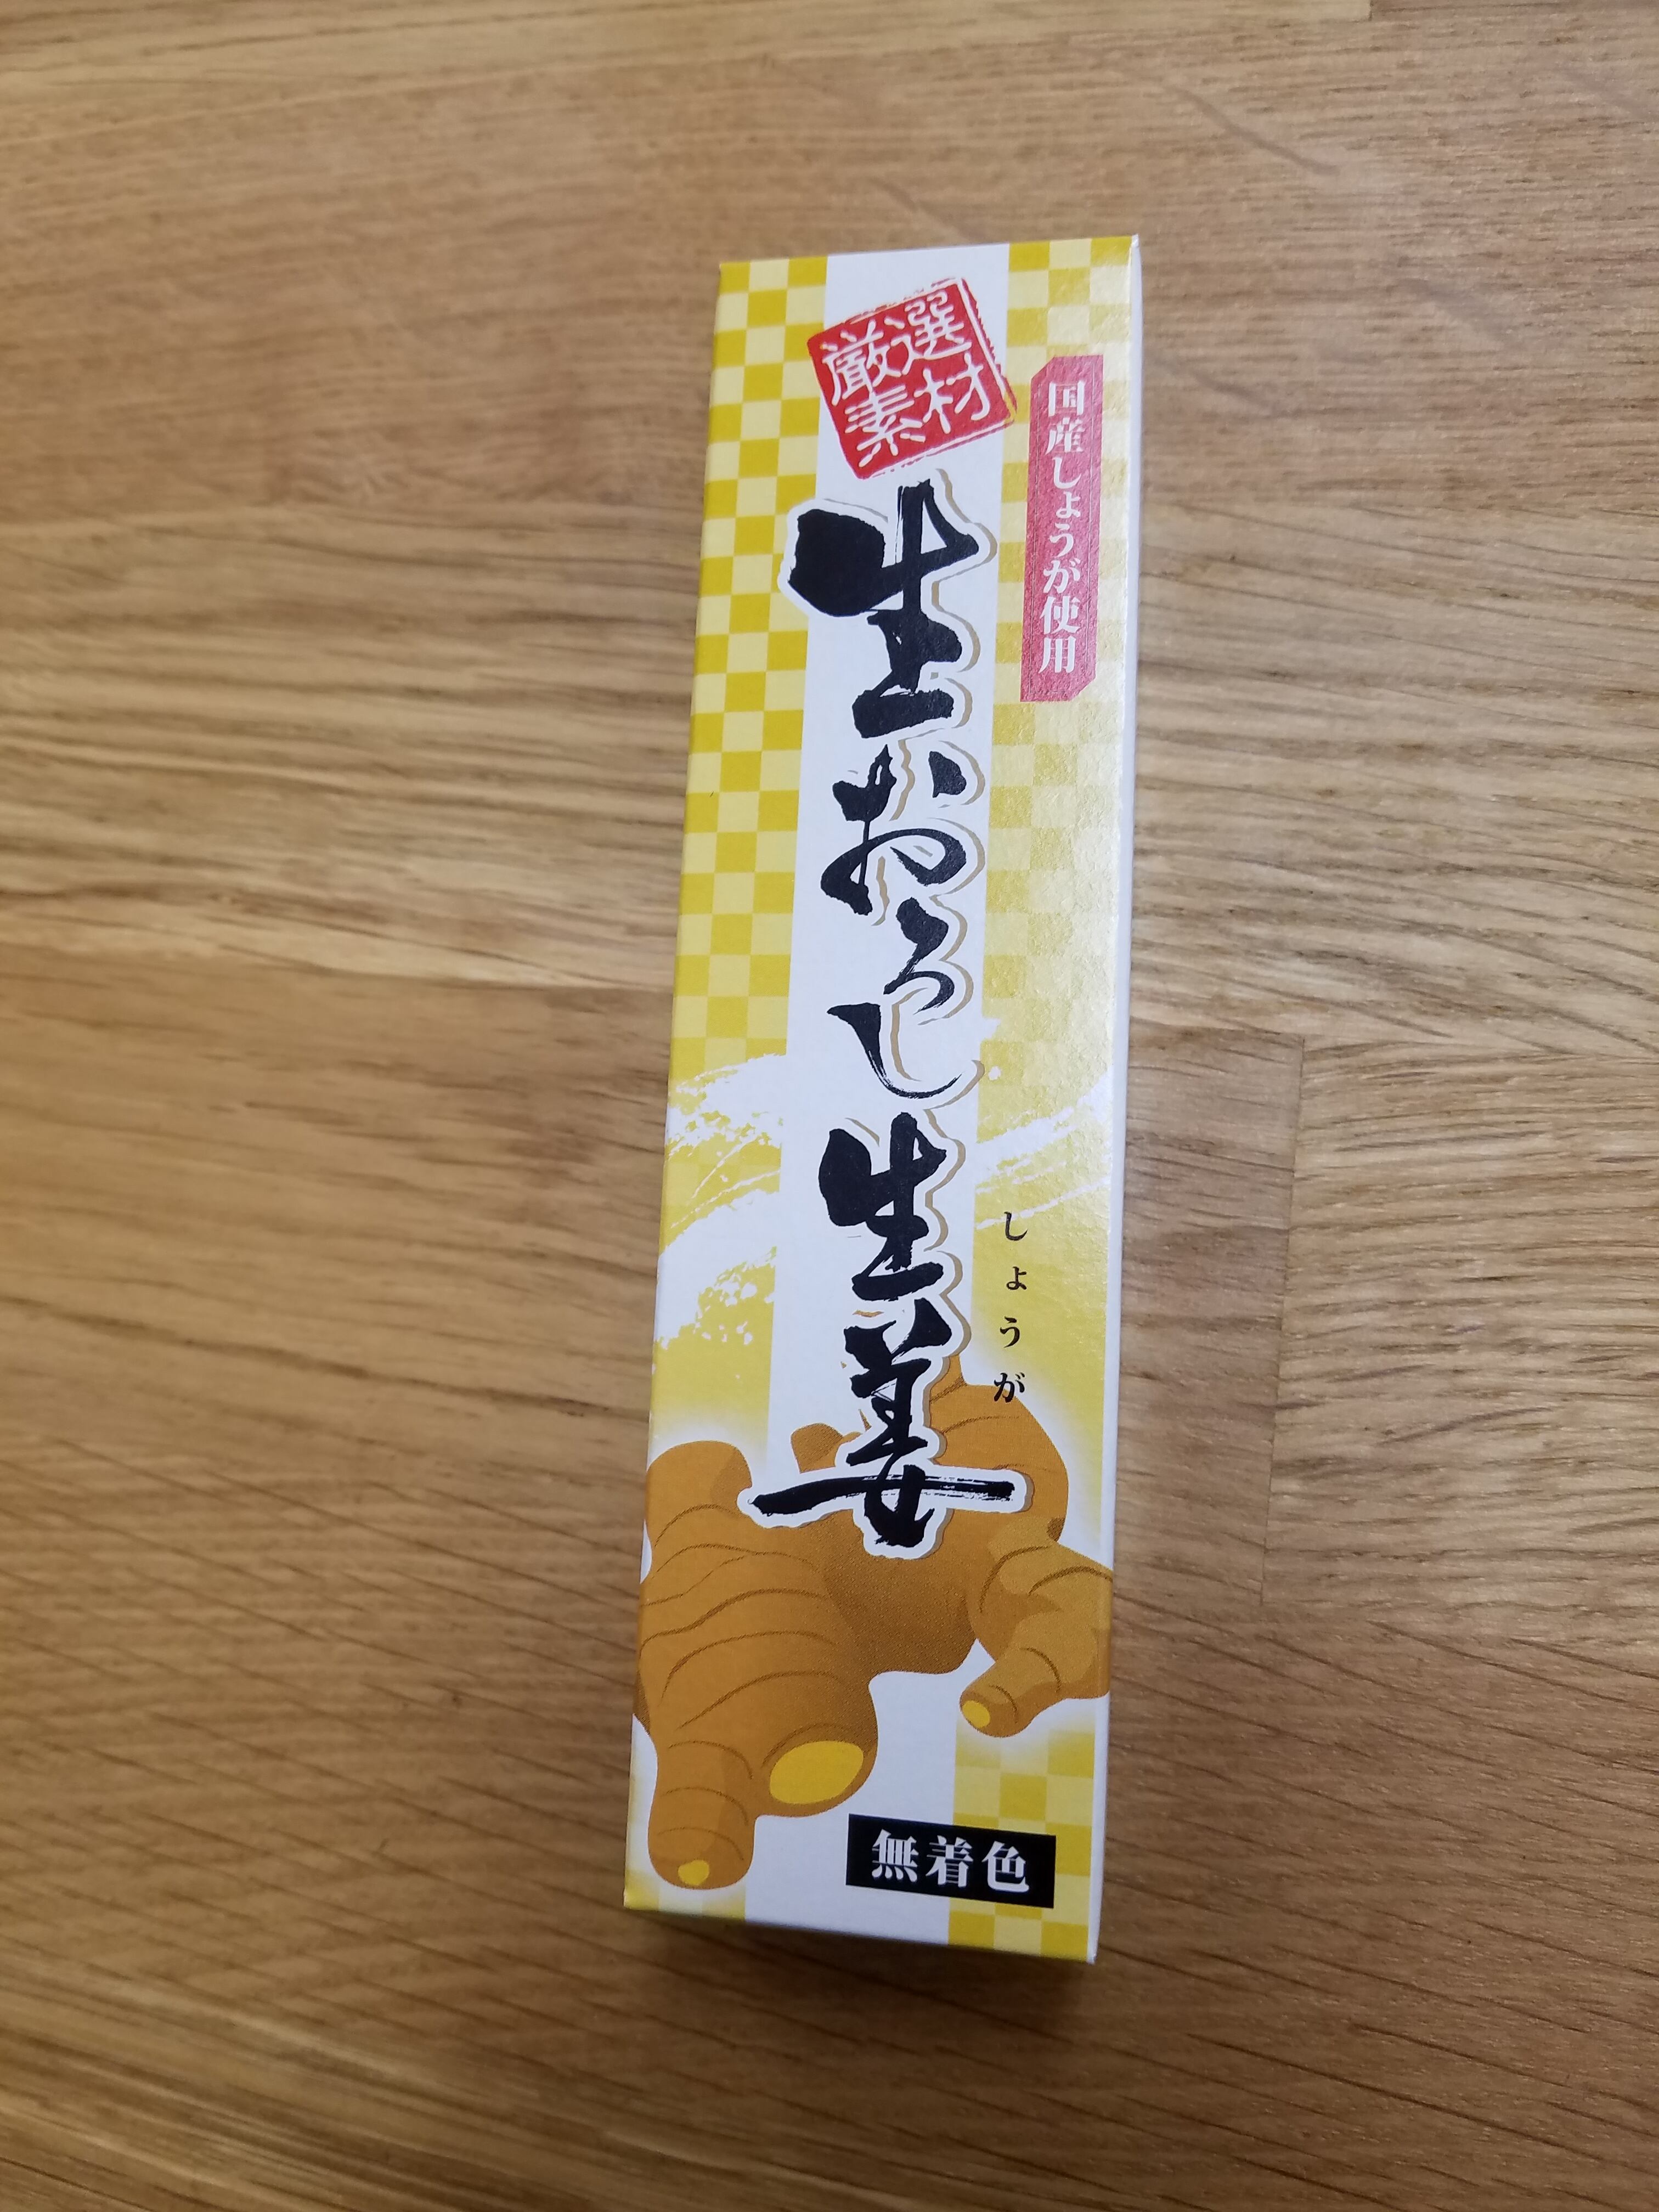 厳選
素材
国産しょうが使用
生おろし生姜
しょうが
無着色